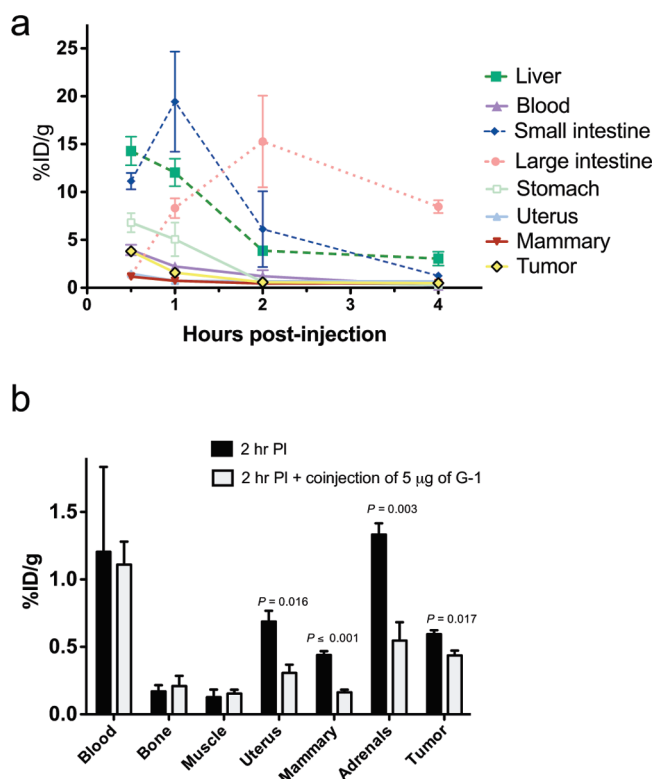 a
25
20
15
10
5
0
%ID/g
0
1
2
3
4
Hours post-injection
Liver
Blood
Small intestine
Large intestine
Stomach
Uterus
Mammary
Tumor
b
2 hr PI
2 hr PI + coinjection of 5 μg of G-1
1.5
1.0
0.5
0.0
%ID/g
P = 0.016
P ≤ 0.001
P = 0.003
P = 0.017
Blood
Bone
Muscle
Uterus
Mammary
Adrenals
Tumor